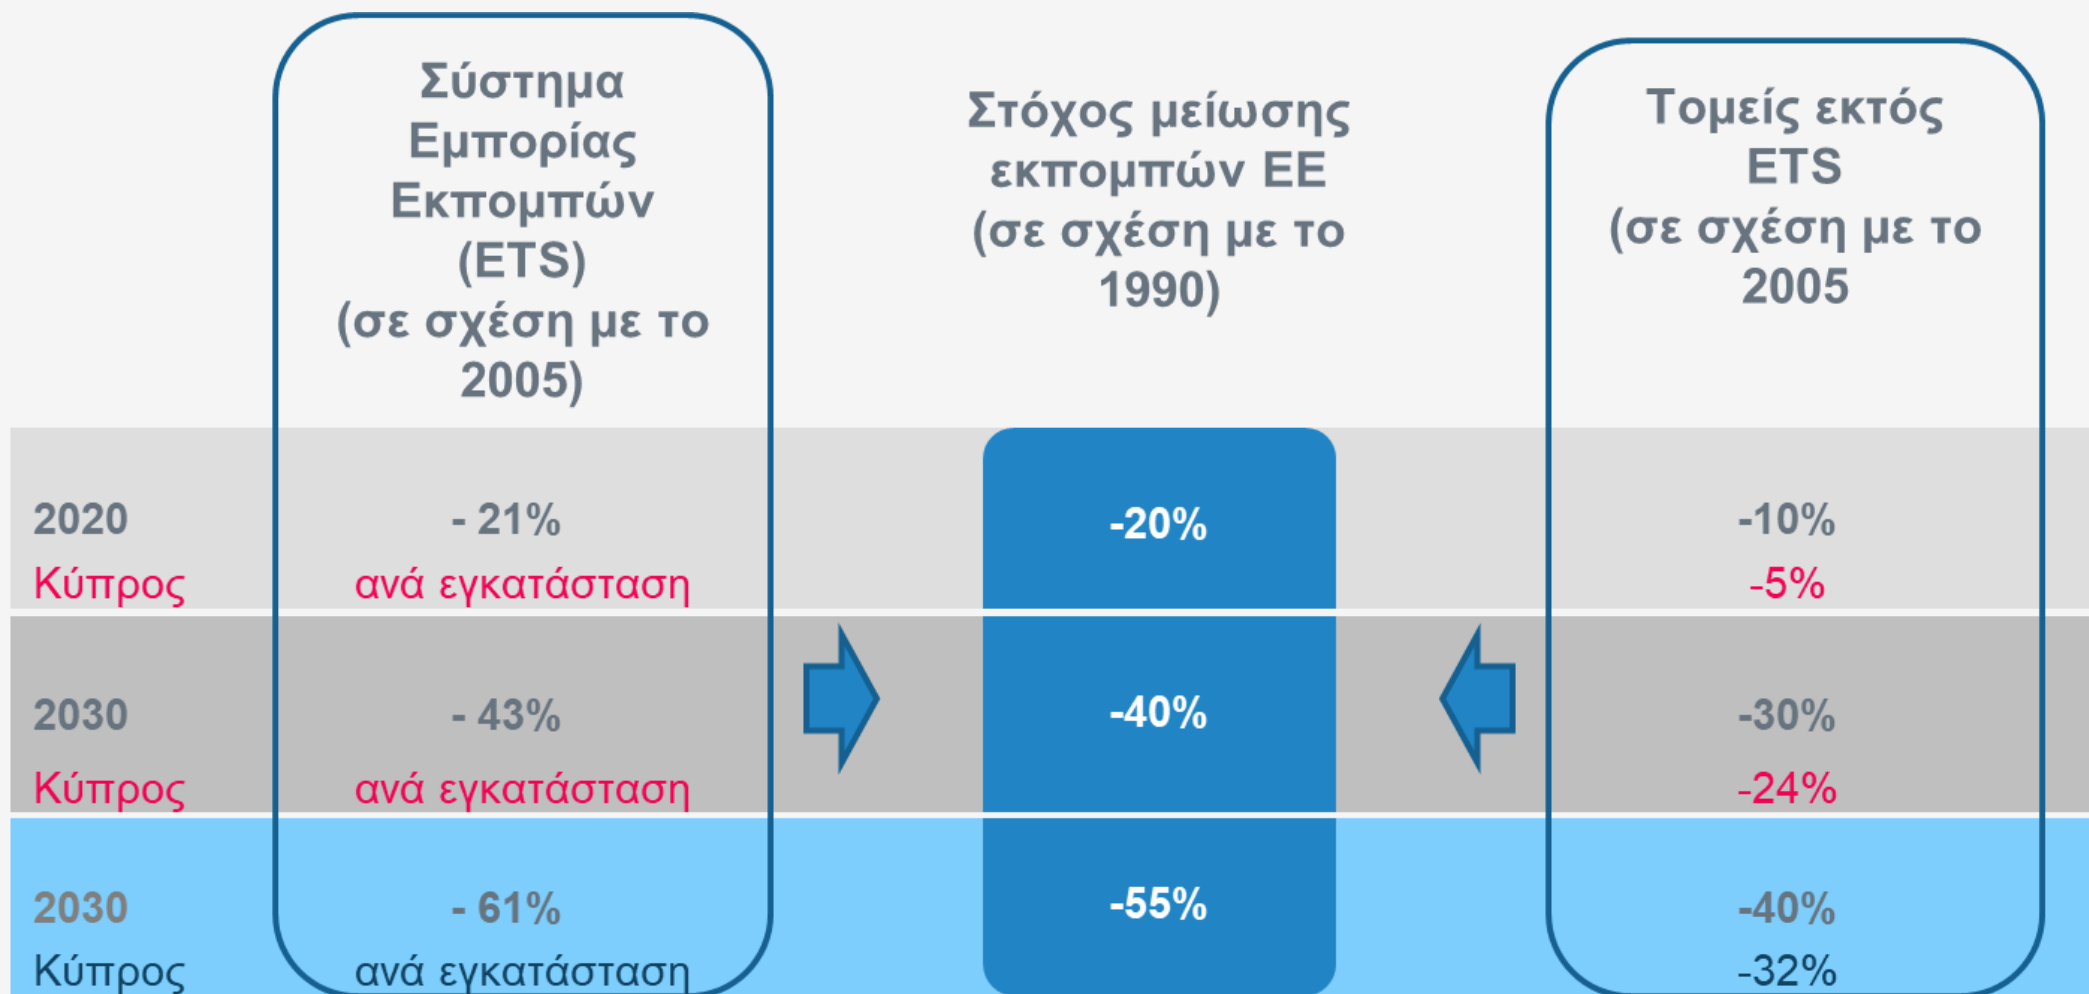 Σύστημα
Εμπορίας
Εκπομπών
(ETS)
(σε σχέση με το
2005)
Στόχος μείωσης
εκπομπών ΕΕ
(σε σχέση με το
1990)
Τομείς εκτός
ETS
(σε σχέση με το
2005
2020 - 21% -20% -10%
Κύπρος ανά εγκατάσταση -5%
2030 - 43% -40% -30%
Κύπρος ανά εγκατάσταση -24%
2030 - 61% -55% -40%
Κύπρος ανά εγκατάσταση -32%